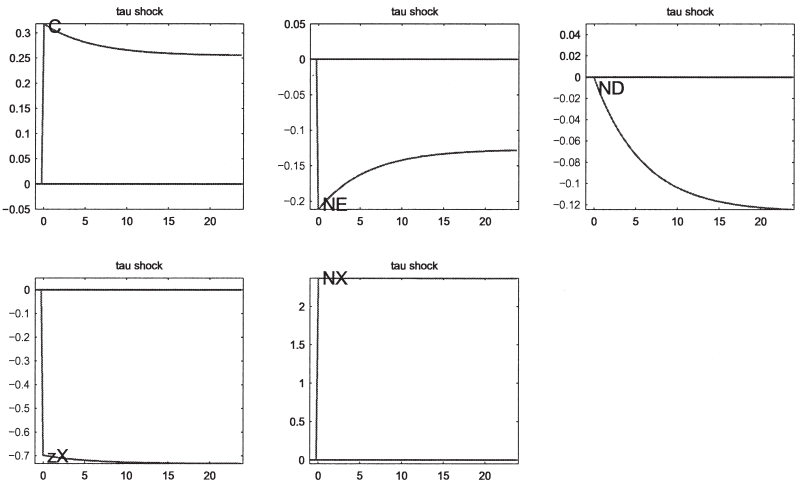 tau shock
0.3
0.25
0.2
0.15
0.1
0.05
0
−0.05
C
0 5 10 15 20
tau shock
0.05
0
−0.05
−0.1
−0.15
−0.2
NE
0 5 10 15 20
tau shock
0.04
0.02
0
−0.02
−0.04
−0.06
−0.08
−0.1
−0.12
ND
0 5 10 15 20
tau shock
0
−0.1
−0.2
−0.3
−0.4
−0.5
−0.6
−0.7
zX
0 5 10 15 20
tau shock
2
1.5
1
0.5
0
NX
0 5 10 15 20